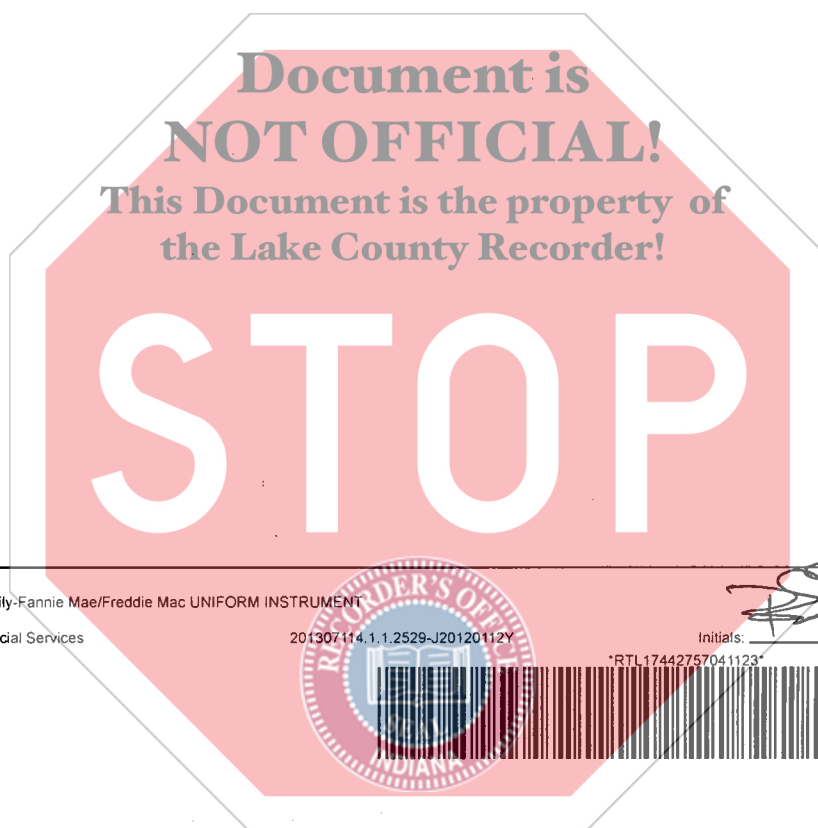 Document is
NOT OFFICIAL!
This Document is the property of
the Lake County Recorder!
STOP
ily-Fannie Mae/Freddie Mac UNIFORM INSTRUMENT
cial Services 201307114.1.1.2529-J20120112Y Initials:
*RTL17442757041123*
RECORDER'S OFFICE
SEAL
INDIANA